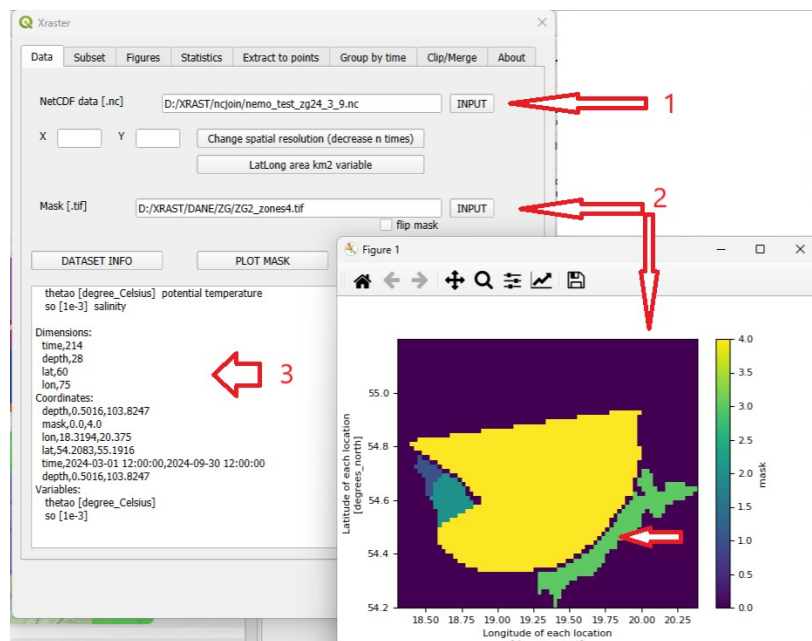 Xraster
Data Subset Figures Statistics Extract to points Group by time Clip/Merge About
NetCDF data [.nc] D:/XRAST/ncjoin/nemo_test_zg24_3_9.nc INPUT 1
X Y Change spatial resolution (decrease n times)
LatLong area km2 variable
Mask [.tif] D:/XRAST/DANE/ZG/ZG2_zones4.tif INPUT 2
flip mask
DATASET INFO PLOT MASK
thetao [degree_Celsius] potential temperature
so [1e-3] salinity
Dimensions:
time,214
depth,28
lat,60
lon,75
Coordinates:
depth,0.5016,103.8247
mask,0.0,4.0
lon,18.3194,20.375
lat,54.2083,55.1916
time,2024-03-01 12:00:00,2024-09-30 12:00:00
depth,0.5016,103.8247
Variables:
thetao [degree_Celsius]
so [1e-3]
3
Figure 1
55.0
54.8
54.6
54.4
54.2
Latitude of each location
[degrees_north]
18.50 18.75 19.00 19.25 19.50 19.75 20.00 20.25
Longitude of each location
4.0
3.5
3.0
2.5
2.0
1.5
1.0
0.5
0.0
mask